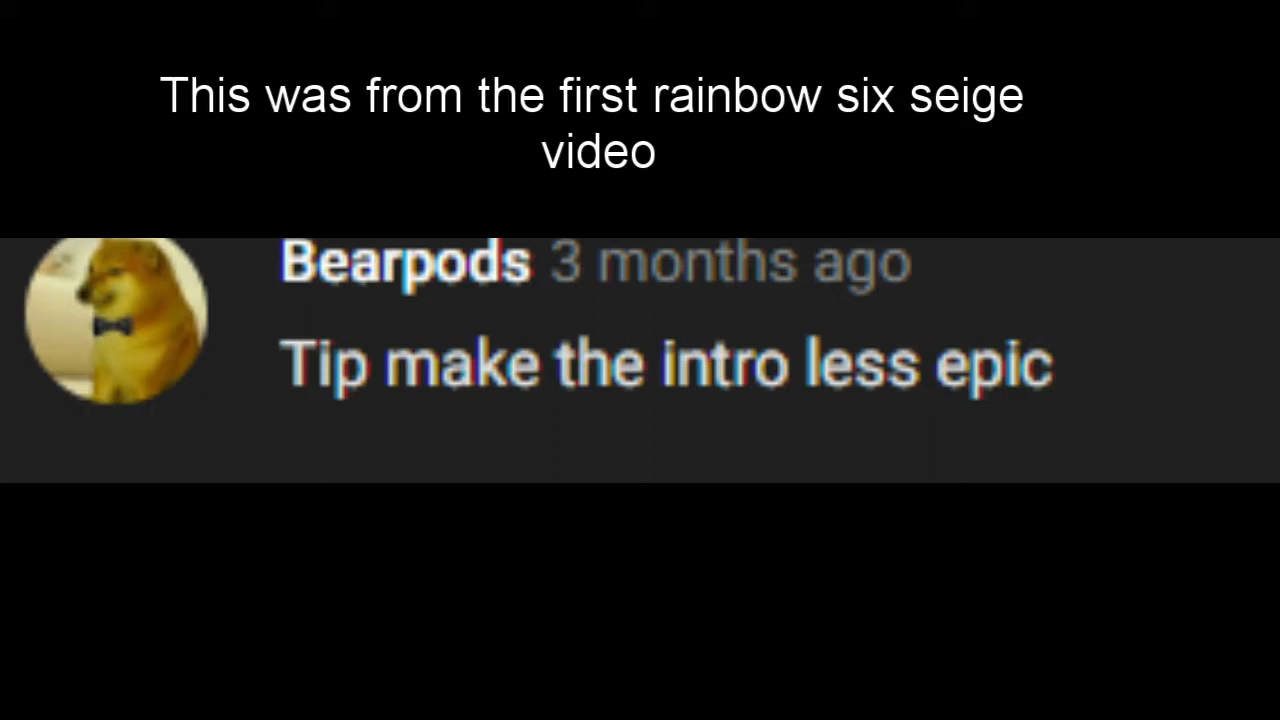 This was from the first rainbow six seige
video
Bearpods 3 months ago
Tip make the intro less epic